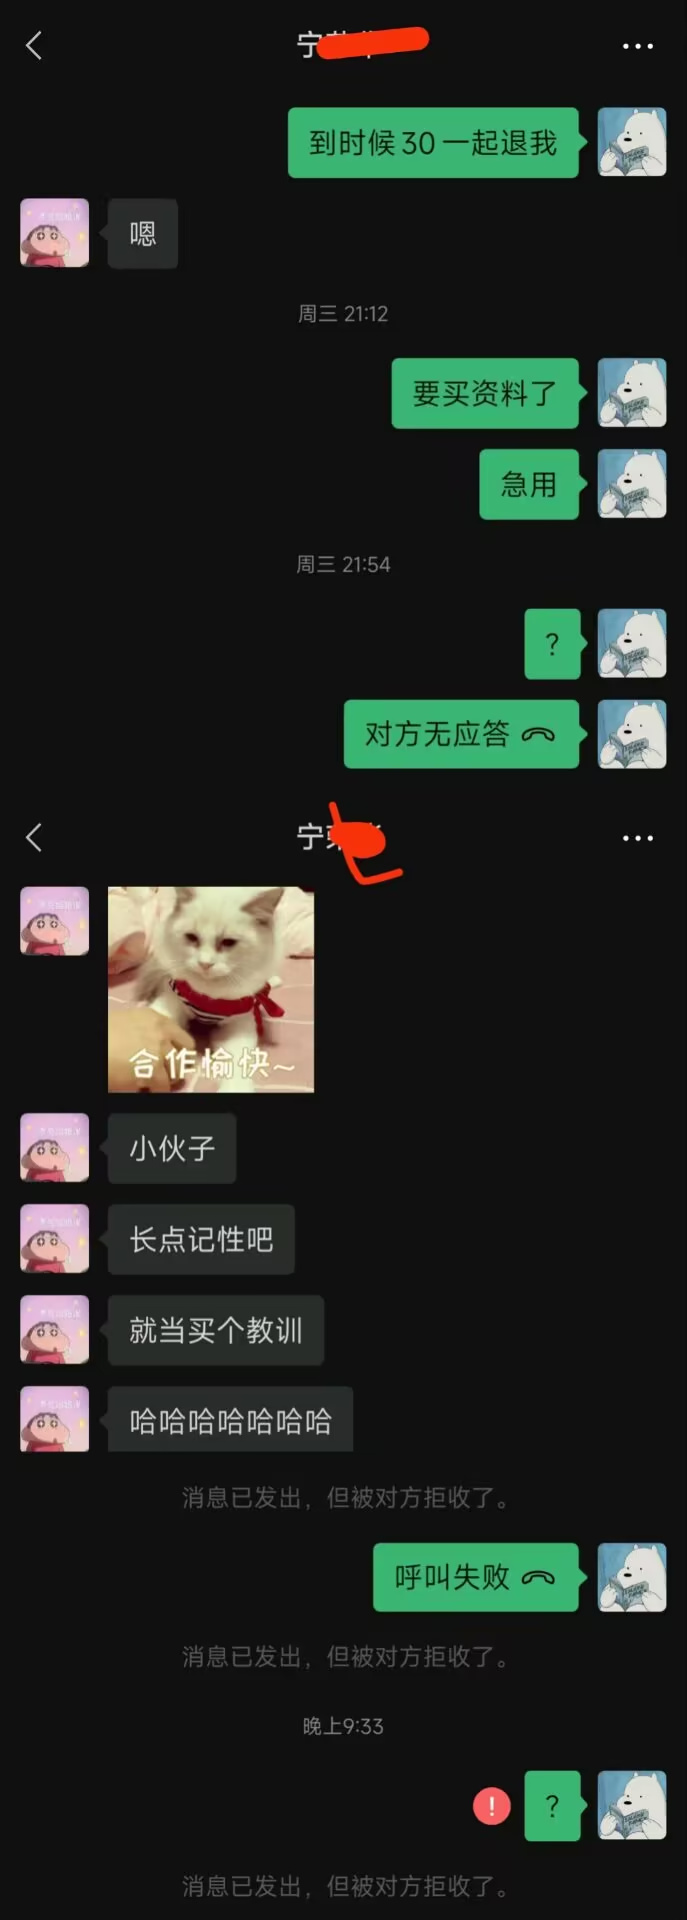 宁
到时候30一起退我
嗯
周三 21:12
要买资料了
急用
周三 21:54
?
对方无应答
宁
合作愉快~
小伙子
长点记性吧
就当买个教训
哈哈哈哈哈哈哈
消息已发出，但被对方拒收了。
呼叫失败
消息已发出，但被对方拒收了。
晚上9:33
!
?
消息已发出，但被对方拒收了。